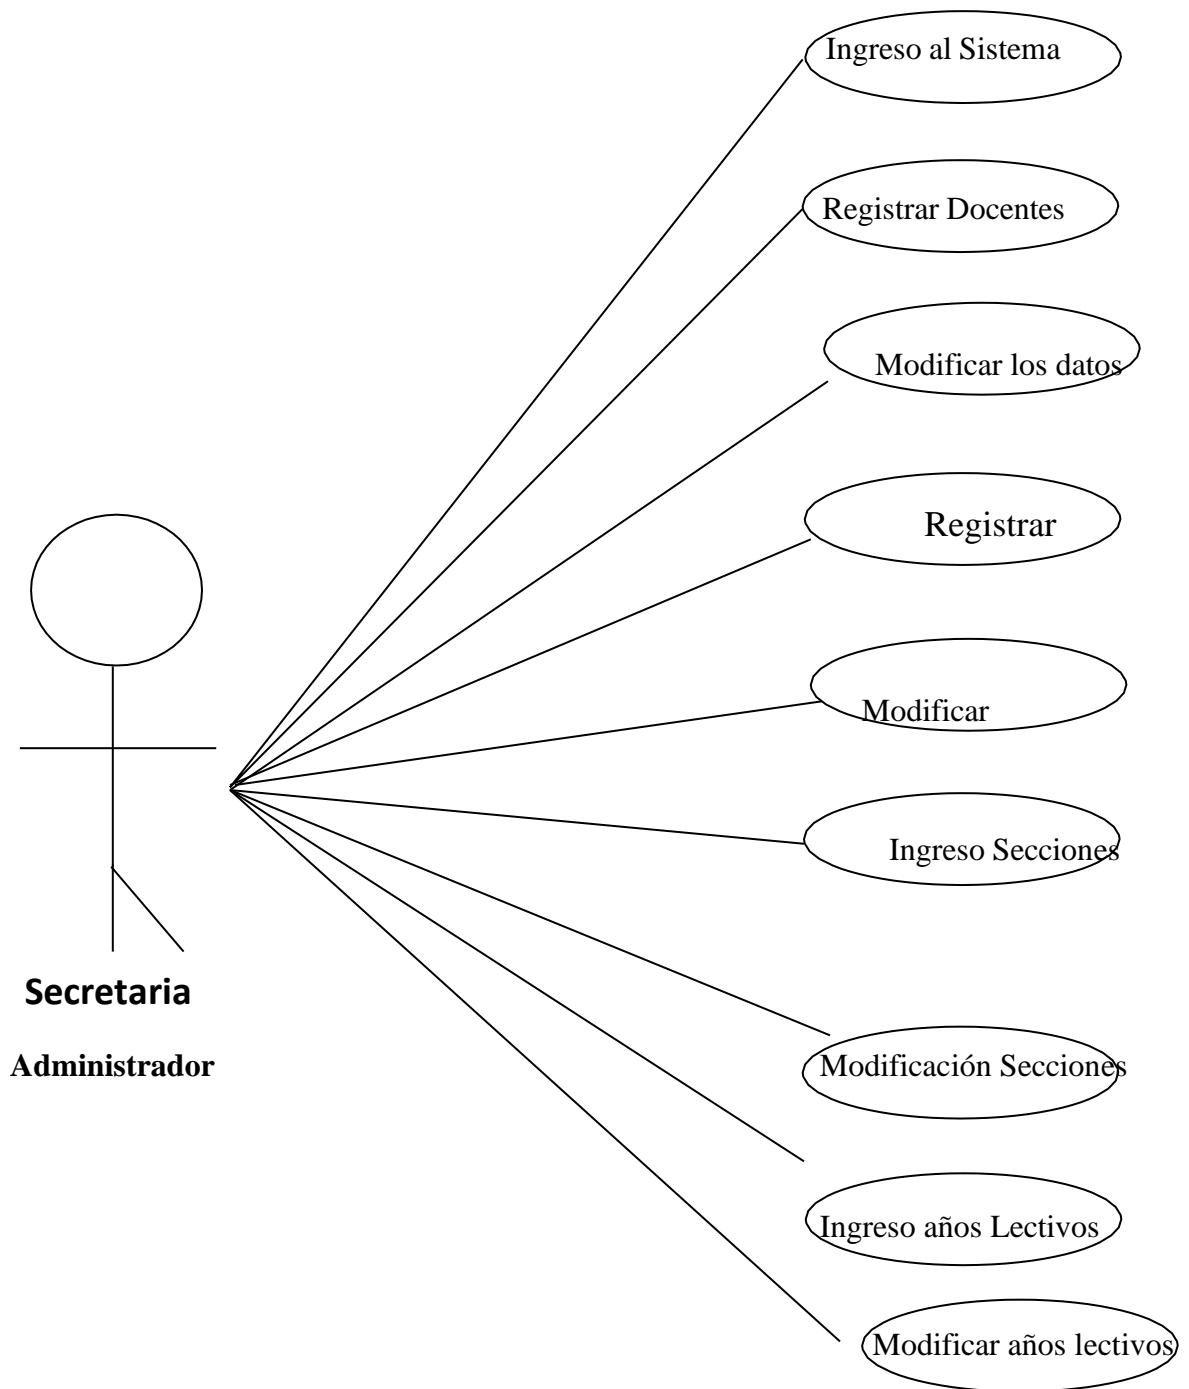 Ingreso al Sistema
Registrar Docentes
Modificar los datos
Registrar
Modificar
Ingreso Secciones
Secretaria
Administrador
Modificación Secciones
Ingreso años Lectivos
Modificar años lectivos